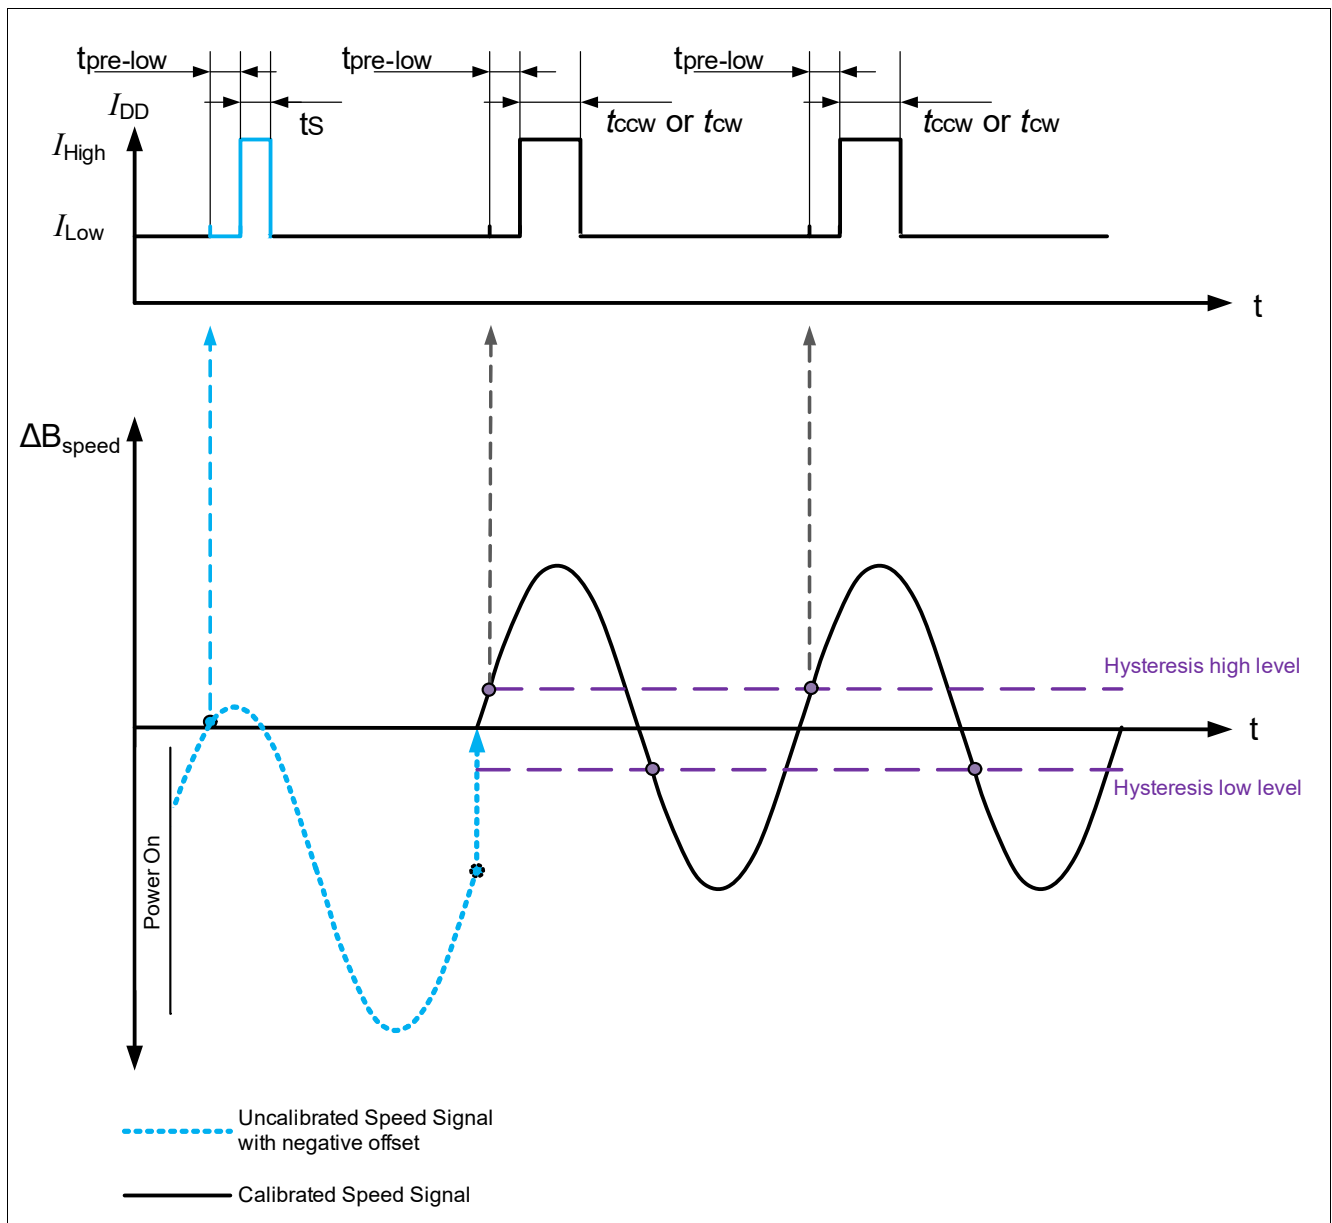 tpre-low tpre-low tpre-low
IDD
tS tccw or tcw tccw or tcw
IHigh
ILow
t
ΔBspeed
Hysteresis high level
t
Hysteresis low level
Power On
Uncalibrated Speed Signal
with negative offset
Calibrated Speed Signal